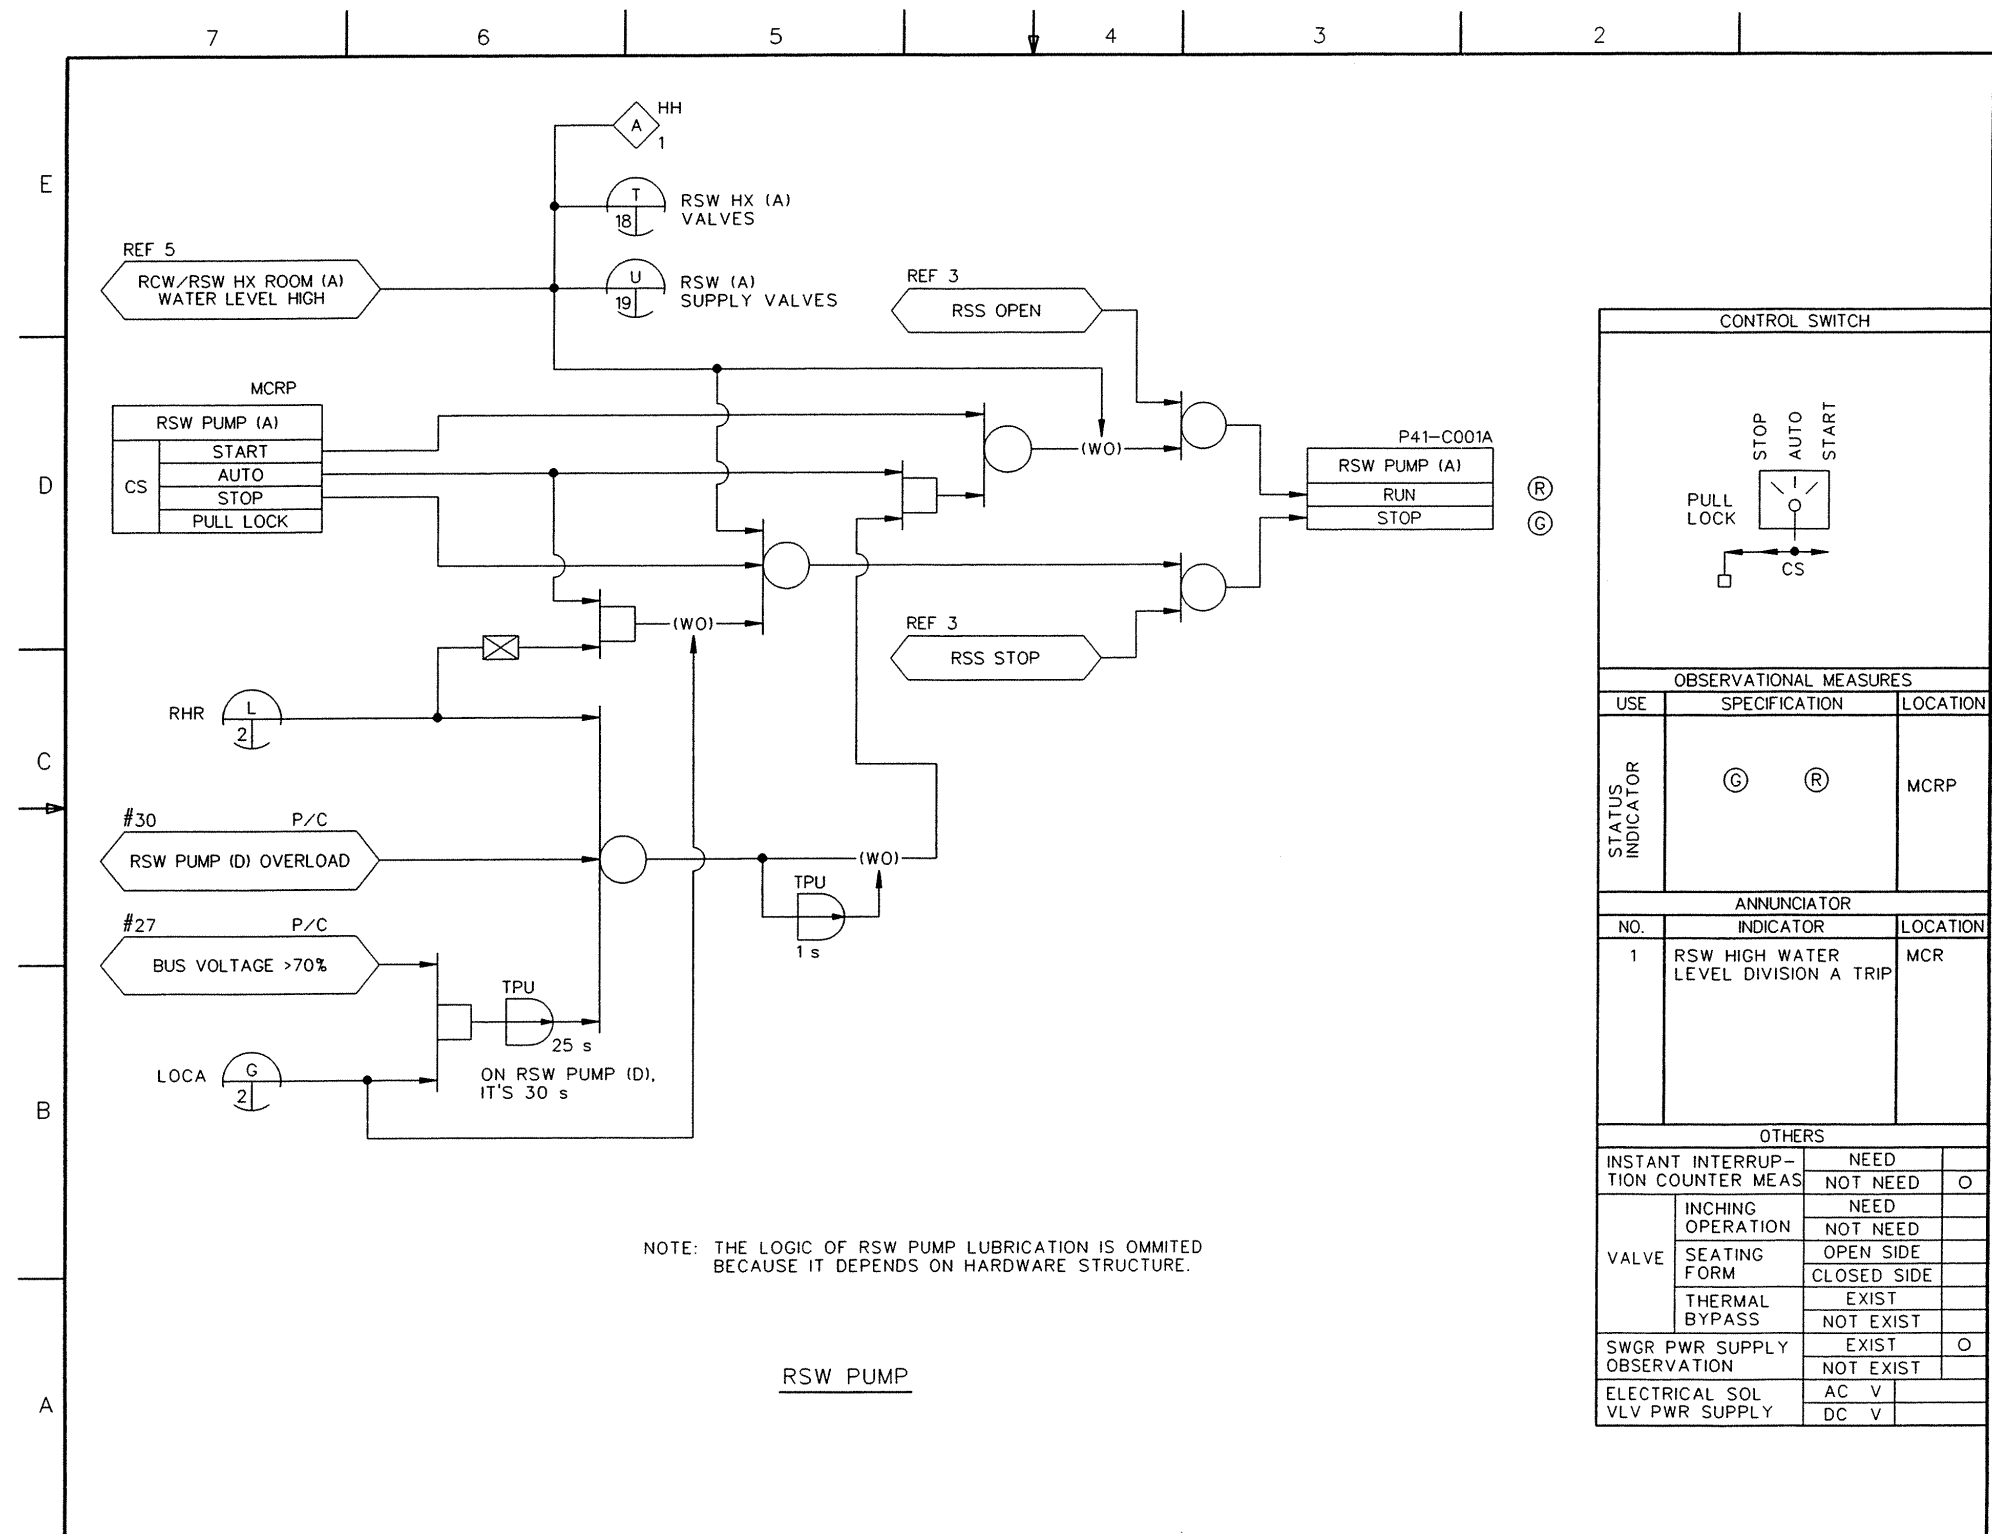 7 6 5 4 3 2
E
D
C
B
A
A
HH
1
T
18
RSW HX (A)
VALVES
REF 5
RCW/RSW HX ROOM (A)
WATER LEVEL HIGH
U
19
RSW (A)
SUPPLY VALVES
REF 3
RSS OPEN
MCRP
RSW PUMP (A)
CS
START
AUTO
STOP
PULL LOCK
(WO)
P41-C001A
RSW PUMP (A)
RUN
STOP
R
G
(WO)
REF 3
RSS STOP
RHR
L
2
#30 P/C
RSW PUMP (D) OVERLOAD
(WO)
TPU
1 s
#27 P/C
BUS VOLTAGE >70%
TPU
25 s
LOCA
G
2
ON RSW PUMP (D),
IT'S 30 s
NOTE: THE LOGIC OF RSW PUMP LUBRICATION IS OMMITED
BECAUSE IT DEPENDS ON HARDWARE STRUCTURE.
RSW PUMP
CONTROL SWITCH
STOP
AUTO
START
PULL
LOCK
CS
OBSERVATIONAL MEASURES
USE SPECIFICATION LOCATION
STATUS
INDICATOR
G R
MCRP
ANNUNCIATOR
NO. INDICATOR LOCATION
1 RSW HIGH WATER MCR
LEVEL DIVISION A TRIP
OTHERS
INSTANT INTERRUP-
TION COUNTER MEAS
NEED
NOT NEED O
VALVE
INCHING
OPERATION
NEED
NOT NEED
SEATING
FORM
OPEN SIDE
CLOSED SIDE
THERMAL
BYPASS
EXIST
NOT EXIST
SWGR PWR SUPPLY
OBSERVATION
EXIST O
NOT EXIST
ELECTRICAL SOL
VLV PWR SUPPLY
AC V
DC V